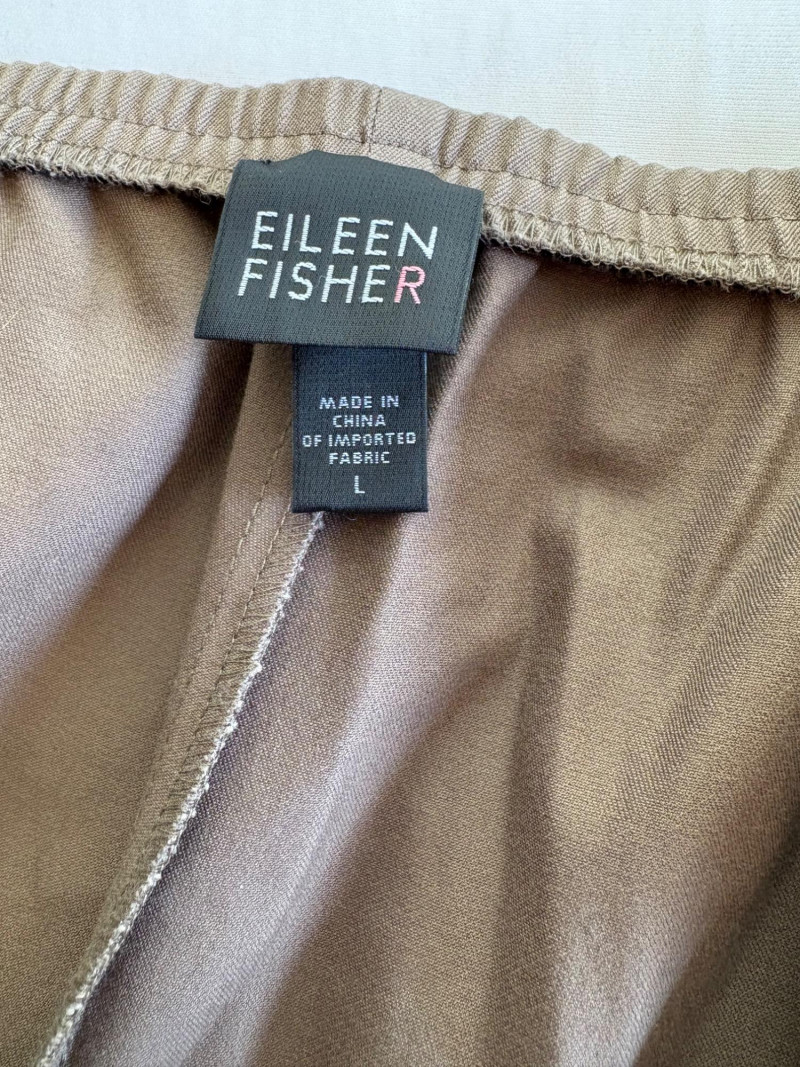 EILEEN
FISHER
MADE IN
CHINA
OF IMPORTED
FABRIC
L